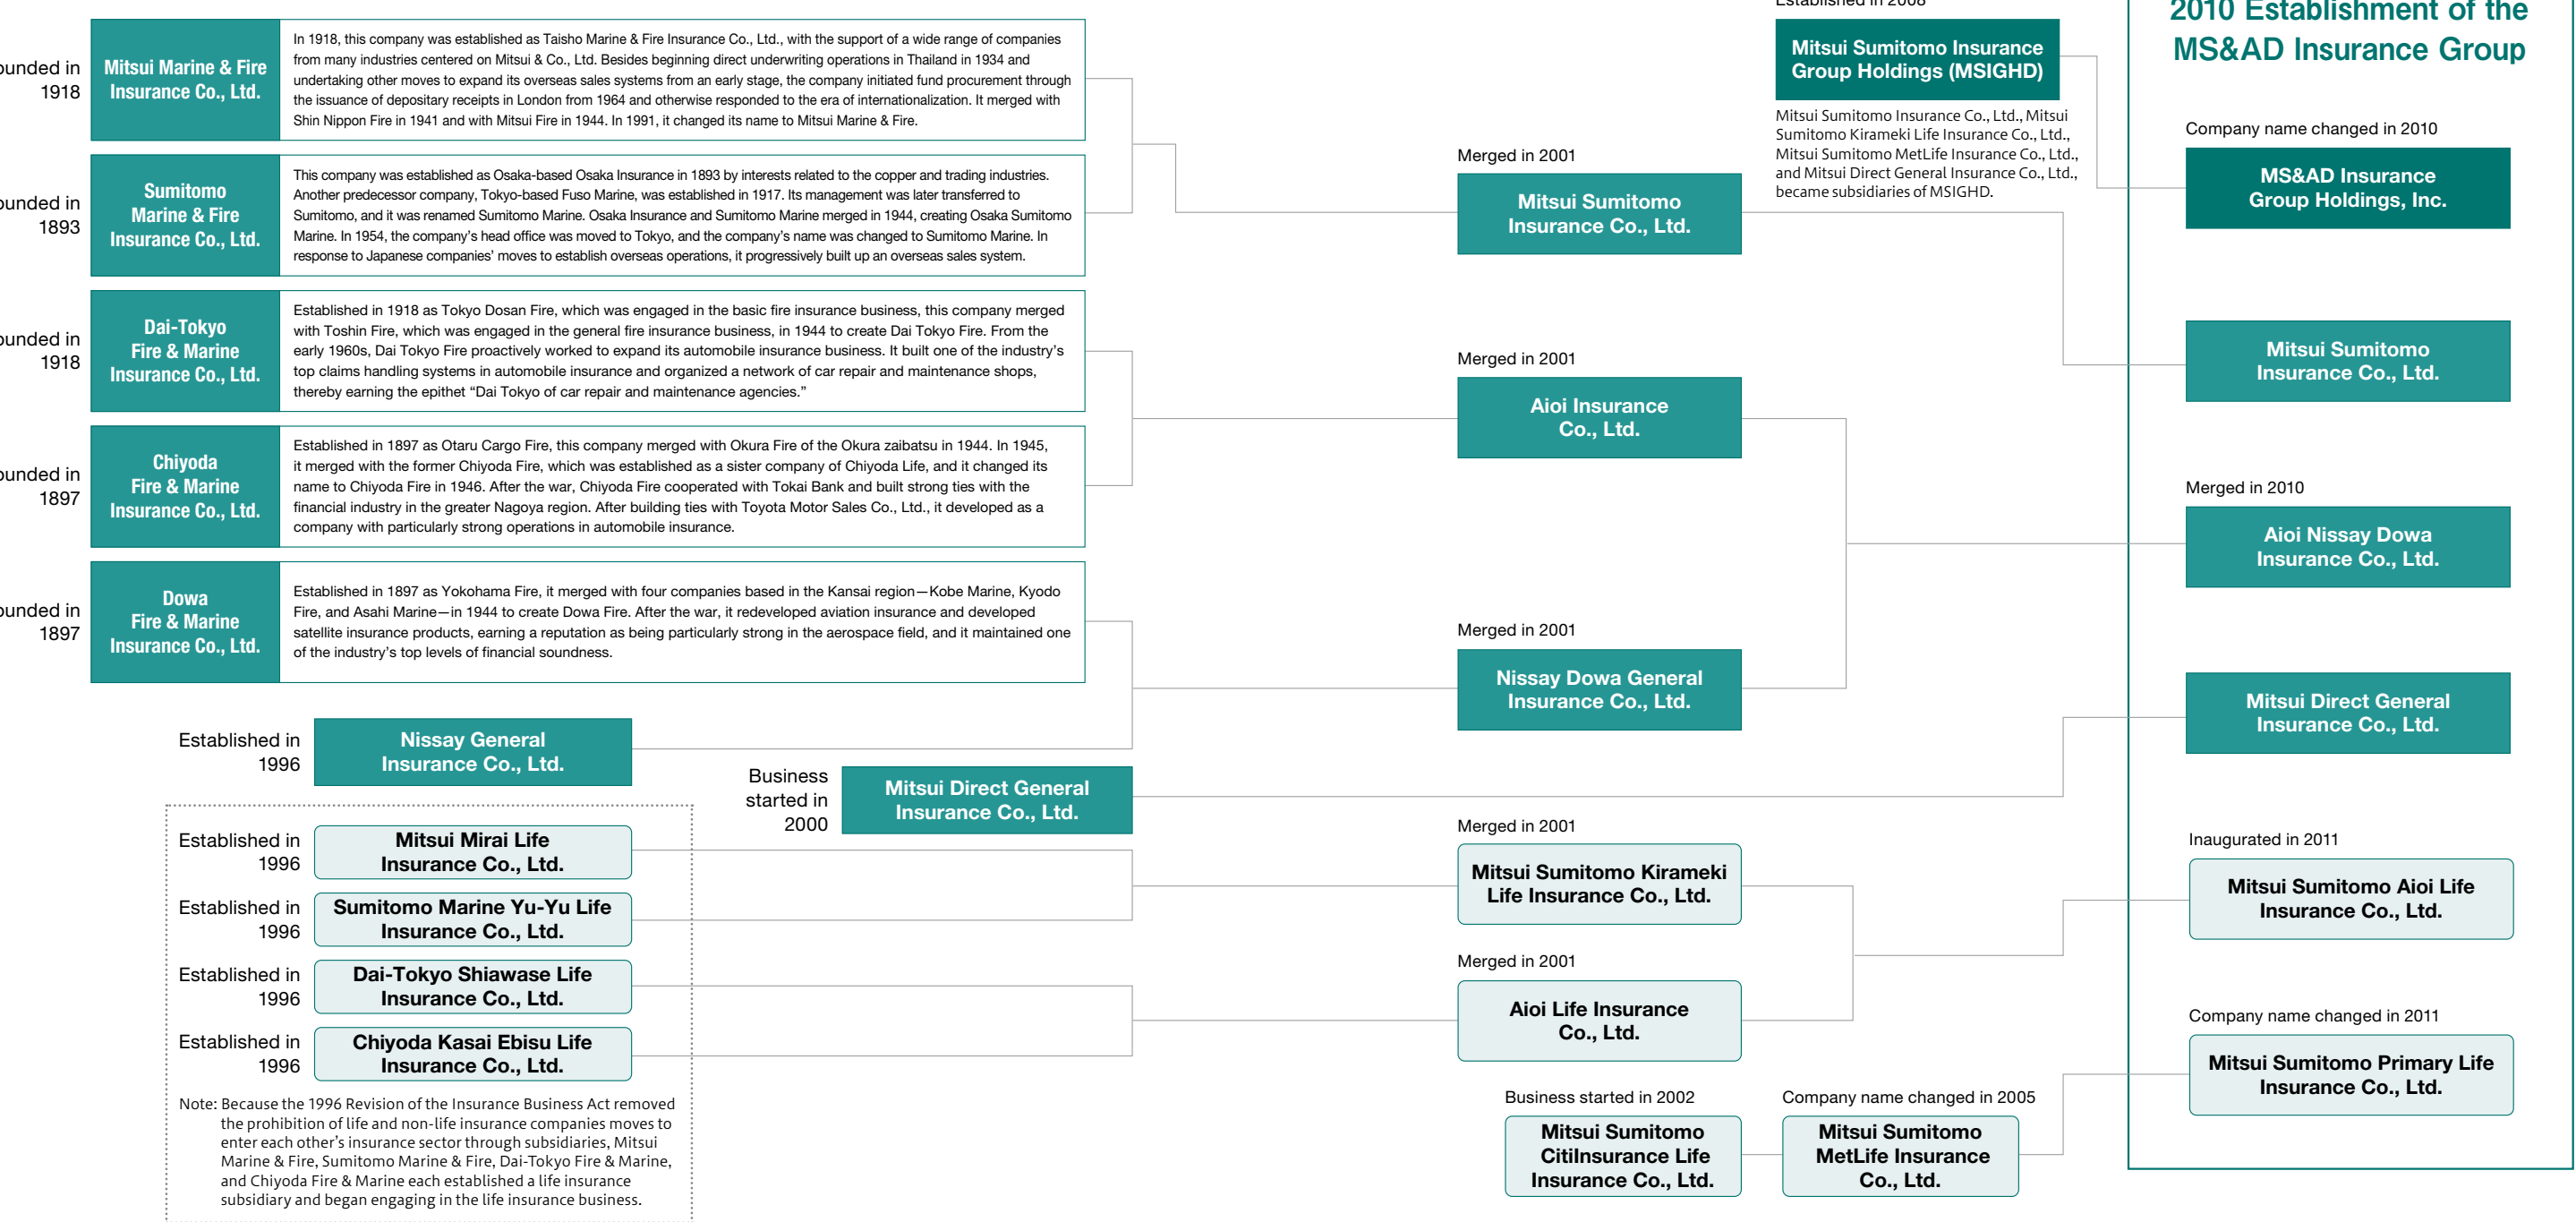 ounded in
1918
Mitsui Marine & Fire
Insurance Co., Ltd.
In 1918, this company was established as Taisho Marine & Fire Insurance Co., Ltd., with the support of a wide range of companies
from many industries centered on Mitsui & Co., Ltd. Besides beginning direct underwriting operations in Thailand in 1934 and
undertaking other moves to expand its overseas sales systems from an early stage, the company initiated fund procurement through
the issuance of depositary receipts in London from 1964 and otherwise responded to the era of internationalization. It merged with
Shin Nippon Fire in 1941 and with Mitsui Fire in 1944. In 1991, it changed its name to Mitsui Marine & Fire.
ounded in
1893
Sumitomo
Marine & Fire
Insurance Co., Ltd.
This company was established as Osaka-based Osaka Insurance in 1893 by interests related to the copper and trading industries.
Another predecessor company, Tokyo-based Fuso Marine, was established in 1917. Its management was later transferred to
Sumitomo, and it was renamed Sumitomo Marine. Osaka Insurance and Sumitomo Marine merged in 1944, creating Osaka Sumitomo
Marine. In 1954, the company's head office was moved to Tokyo, and the company's name was changed to Sumitomo Marine. In
response to Japanese companies' moves to establish overseas operations, it progressively built up an overseas sales system.
ounded in
1918
Dai-Tokyo
Fire & Marine
Insurance Co., Ltd.
Established in 1918 as Tokyo Dosan Fire, which was engaged in the basic fire insurance business, this company merged
with Toshin Fire, which was engaged in the general fire insurance business, in 1944 to create Dai Tokyo Fire. From the
early 1960s, Dai Tokyo Fire proactively worked to expand its automobile insurance business. It built one of the industry's
top claims handling systems in automobile insurance and organized a network of car repair and maintenance shops,
thereby earning the epithet "Dai Tokyo of car repair and maintenance agencies."
ounded in
1897
Chiyoda
Fire & Marine
Insurance Co., Ltd.
Established in 1897 as Otaru Cargo Fire, this company merged with Okura Fire of the Okura zaibatsu in 1944. In 1945,
it merged with the former Chiyoda Fire, which was established as a sister company of Chiyoda Life, and it changed its
name to Chiyoda Fire in 1946. After the war, Chiyoda Fire cooperated with Tokai Bank and built strong ties with the
financial industry in the greater Nagoya region. After building ties with Toyota Motor Sales Co., Ltd., it developed as a
company with particularly strong operations in automobile insurance.
ounded in
1897
Dowa
Fire & Marine
Insurance Co., Ltd.
Established in 1897 as Yokohama Fire, it merged with four companies based in the Kansai region—Kobe Marine, Kyodo
Fire, and Asahi Marine—in 1944 to create Dowa Fire. After the war, it redeveloped aviation insurance and developed
satellite insurance products, earning a reputation as being particularly strong in the aerospace field, and it maintained one
of the industry's top levels of financial soundness.
Established in
1996
Nissay General
Insurance Co., Ltd.
Business
started in
2000
Mitsui Direct General
Insurance Co., Ltd.
Established in
1996
Mitsui Mirai Life
Insurance Co., Ltd.
Established in
1996
Sumitomo Marine Yu-Yu Life
Insurance Co., Ltd.
Established in
1996
Dai-Tokyo Shiawase Life
Insurance Co., Ltd.
Established in
1996
Chiyoda Kasai Ebisu Life
Insurance Co., Ltd.
Note: Because the 1996 Revision of the Insurance Business Act removed
the prohibition of life and non-life insurance companies moves to
enter each other's insurance sector through subsidiaries, Mitsui
Marine & Fire, Sumitomo Marine & Fire, Dai-Tokyo Fire & Marine,
and Chiyoda Fire & Marine each established a life insurance
subsidiary and began engaging in the life insurance business.
Merged in 2001
Mitsui Sumitomo
Insurance Co., Ltd.
Merged in 2001
Aioi Insurance
Co., Ltd.
Merged in 2001
Nissay Dowa General
Insurance Co., Ltd.
Merged in 2001
Mitsui Sumitomo Kirameki
Life Insurance Co., Ltd.
Merged in 2001
Aioi Life Insurance
Co., Ltd.
Business started in 2002
Mitsui Sumitomo
CitiInsurance Life
Insurance Co., Ltd.
Company name changed in 2005
Mitsui Sumitomo
MetLife Insurance
Co., Ltd.
Established in 2008
Mitsui Sumitomo Insurance
Group Holdings (MSIGHD)
Mitsui Sumitomo Insurance Co., Ltd., Mitsui
Sumitomo Kirameki Life Insurance Co., Ltd.,
Mitsui Sumitomo MetLife Insurance Co., Ltd.,
and Mitsui Direct General Insurance Co., Ltd.,
became subsidiaries of MSIGHD.
2010 Establishment of the
MS&AD Insurance Group
Company name changed in 2010
MS&AD Insurance
Group Holdings, Inc.
Mitsui Sumitomo
Insurance Co., Ltd.
Merged in 2010
Aioi Nissay Dowa
Insurance Co., Ltd.
Mitsui Direct General
Insurance Co., Ltd.
Inaugurated in 2011
Mitsui Sumitomo Aioi Life
Insurance Co., Ltd.
Company name changed in 2011
Mitsui Sumitomo Primary Life
Insurance Co., Ltd.